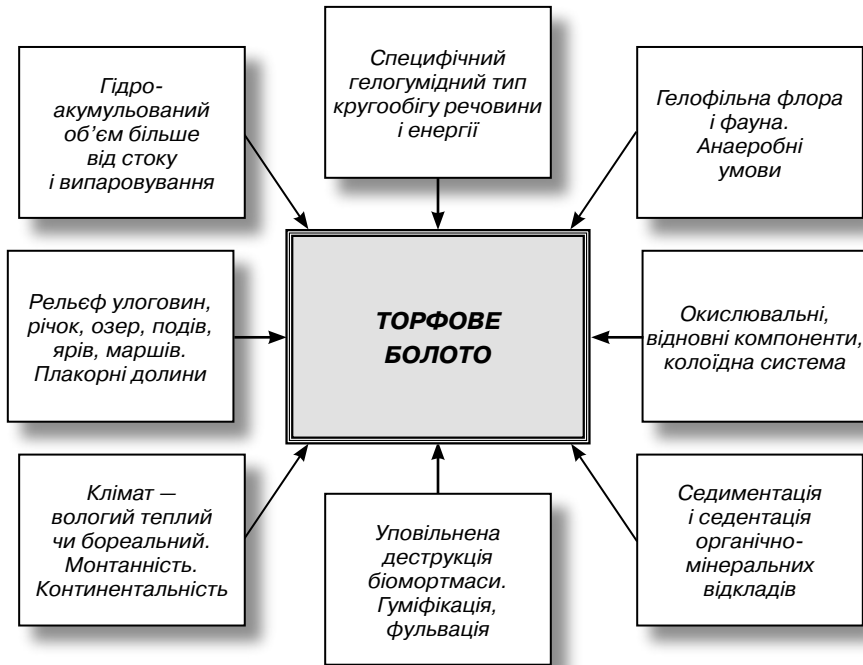 Гідро-
акумульований
об’єм більше
від стоку
і випаровування
Специфічний
гелогумідний тип
кругообігу речовини
і енергії
Гелофільна флора
і фауна.
Анаеробні
умови
Рельєф улоговин,
річок, озер, подів,
ярів, маршів.
Плакорні долини
ТОРФОВЕ
БОЛОТО
Окислювальні,
відновні компоненти,
колоїдна система
Клімат —
вологий теплий
чи бореальний.
Монтанність.
Континентальність
Уповільнена
деструкція
біомортмаси.
Гуміфікація,
фульвація
Седиментація
і седентація
органічно-
мінеральних
відкладів